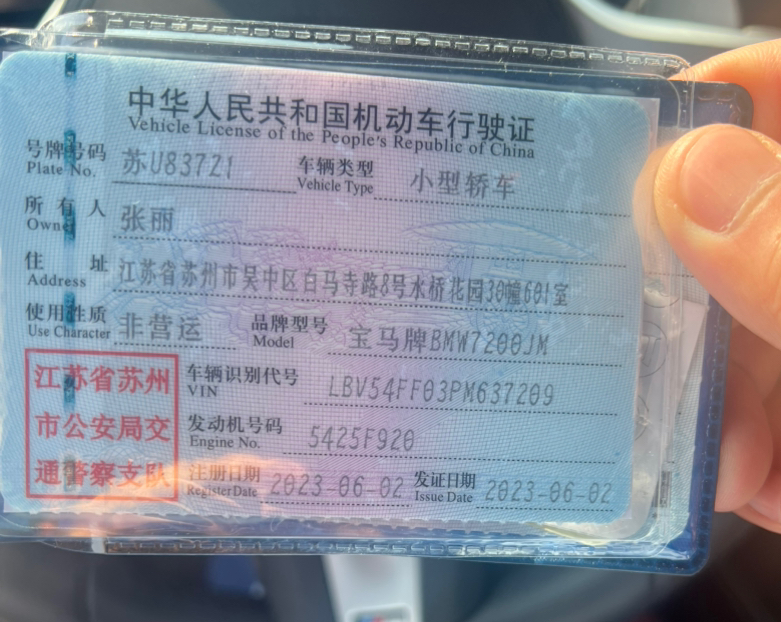 中华人民共和国机动车行驶证
Vehicle License of the People's Republic of China
号牌号码 苏U83721 车辆类型 小型轿车
Plate No. Vehicle Type
所有人 张丽
Owner
住址 江苏省苏州市吴中区白马寺路8号水桥花园30幢601室
Address
使用性质 非营运 品牌型号 宝马牌BMW7200JM
Use Character Model
江苏省苏州
市公安局交
通警察支队
车辆识别代号 LBV54FF03PM637209
VIN
发动机号码 5425F920
Engine No.
注册日期 2023-06-02 发证日期 2023-06-02
Register Date Issue Date